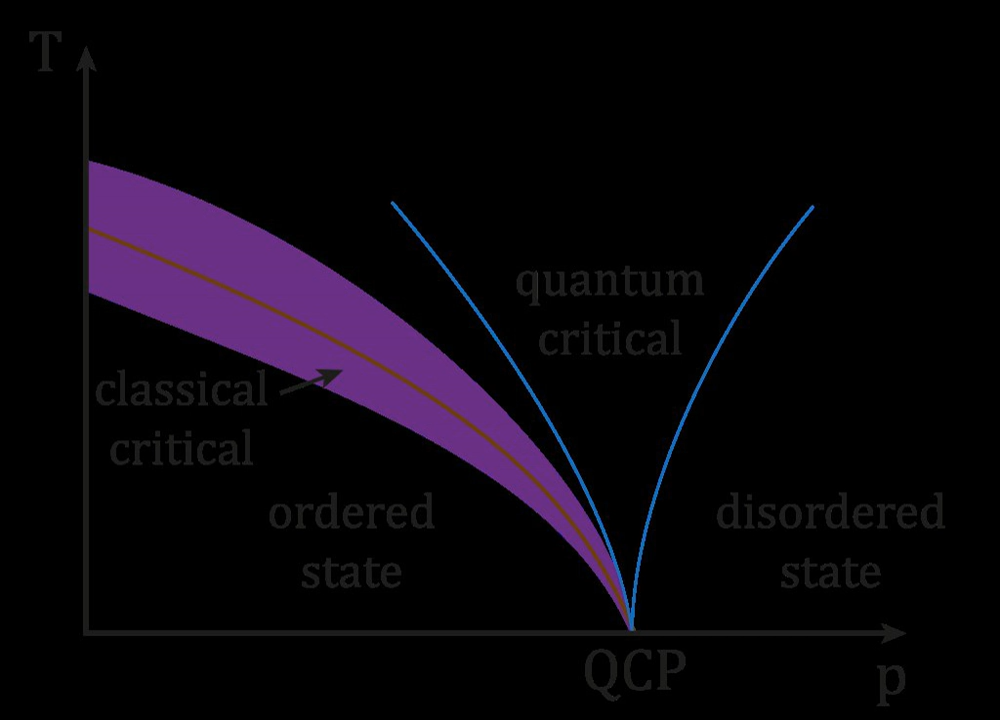 T
quantum
critical
classical
critical
ordered
state
disordered
state
QCP
p